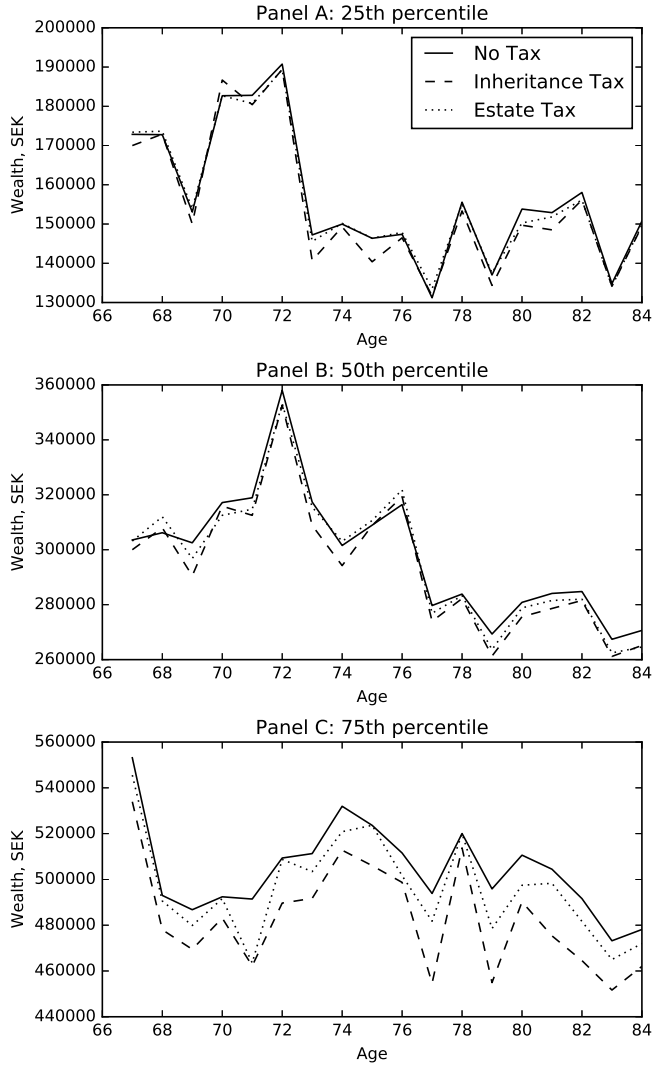 Panel A: 25th percentile
200000
190000
180000
170000
160000
150000
140000
130000
Wealth, SEK
No Tax
Inheritance Tax
Estate Tax
66 68 70 72 74 76 78 80 82 84
Age
Panel B: 50th percentile
360000
340000
320000
300000
280000
260000
Wealth, SEK
66 68 70 72 74 76 78 80 82 84
Age
Panel C: 75th percentile
560000
540000
520000
500000
480000
460000
440000
Wealth, SEK
66 68 70 72 74 76 78 80 82 84
Age